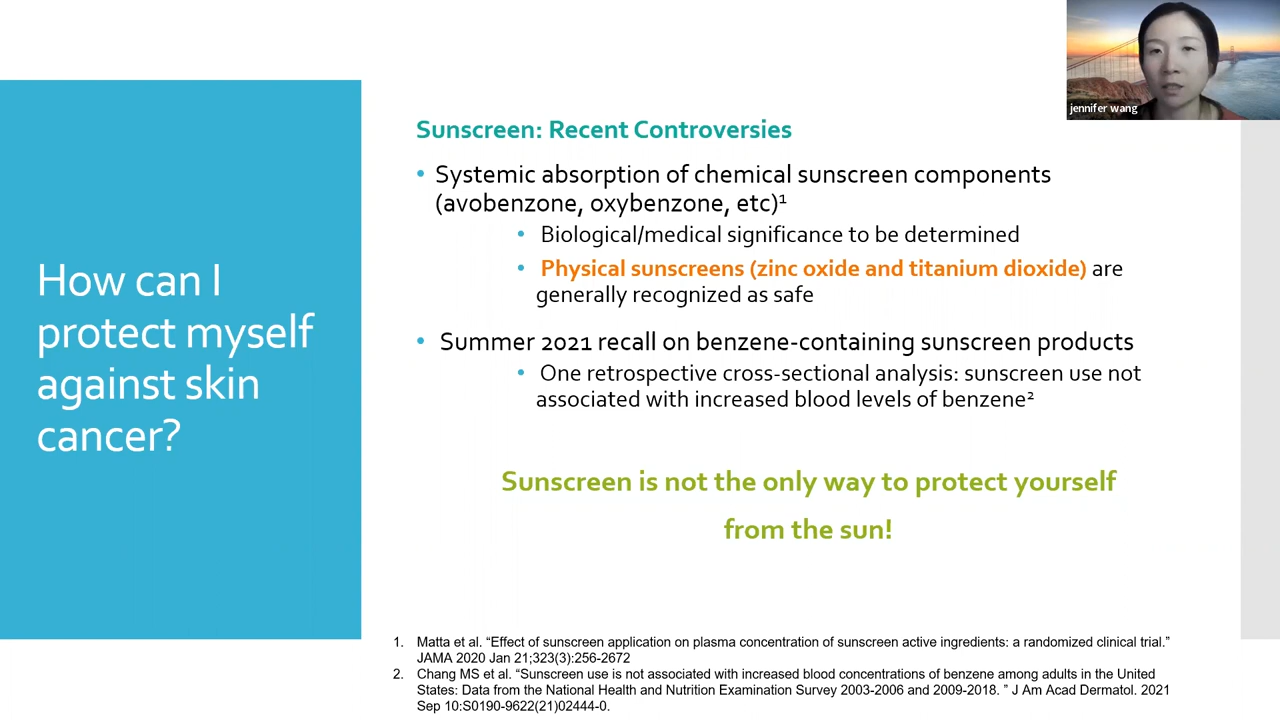 jennifer wang
How can I
protect myself
against skin
cancer?
Sunscreen: Recent Controversies
• Systemic absorption of chemical sunscreen components
(avobenzone, oxybenzone, etc)¹
• Biological/medical significance to be determined
• Physical sunscreens (zinc oxide and titanium dioxide) are
generally recognized as safe
• Summer 2021 recall on benzene-containing sunscreen products
• One retrospective cross-sectional analysis: sunscreen use not
associated with increased blood levels of benzene²
Sunscreen is not the only way to protect yourself
from the sun!
1. Matta et al. “Effect of sunscreen application on plasma concentration of sunscreen active ingredients: a randomized clinical trial.”
JAMA 2020 Jan 21;323(3):256-2672
2. Chang MS et al. “Sunscreen use is not associated with increased blood concentrations of benzene among adults in the United
States: Data from the National Health and Nutrition Examination Survey 2003-2006 and 2009-2018. ” J Am Acad Dermatol. 2021
Sep 10:S0190-9622(21)02444-0.